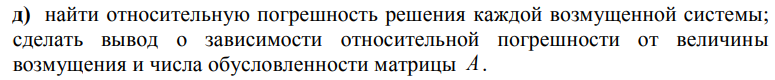 д) найти относительную погрешность решения каждой возмущенной системы;
сделать вывод о зависимости относительной погрешности от величины
возмущения и числа обусловленности матрицы A.